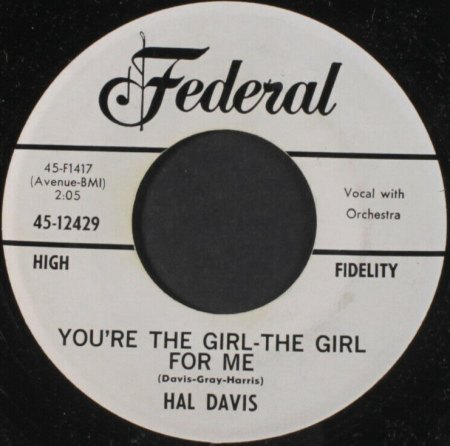 Federal
45-F1417
(Avenue-BMI)
2:05
45-12429
Vocal with
Orchestra
HIGH
FIDELITY
YOU'RE THE GIRL-THE GIRL
FOR ME
(Davis-Gray-Harris)
HAL DAVIS